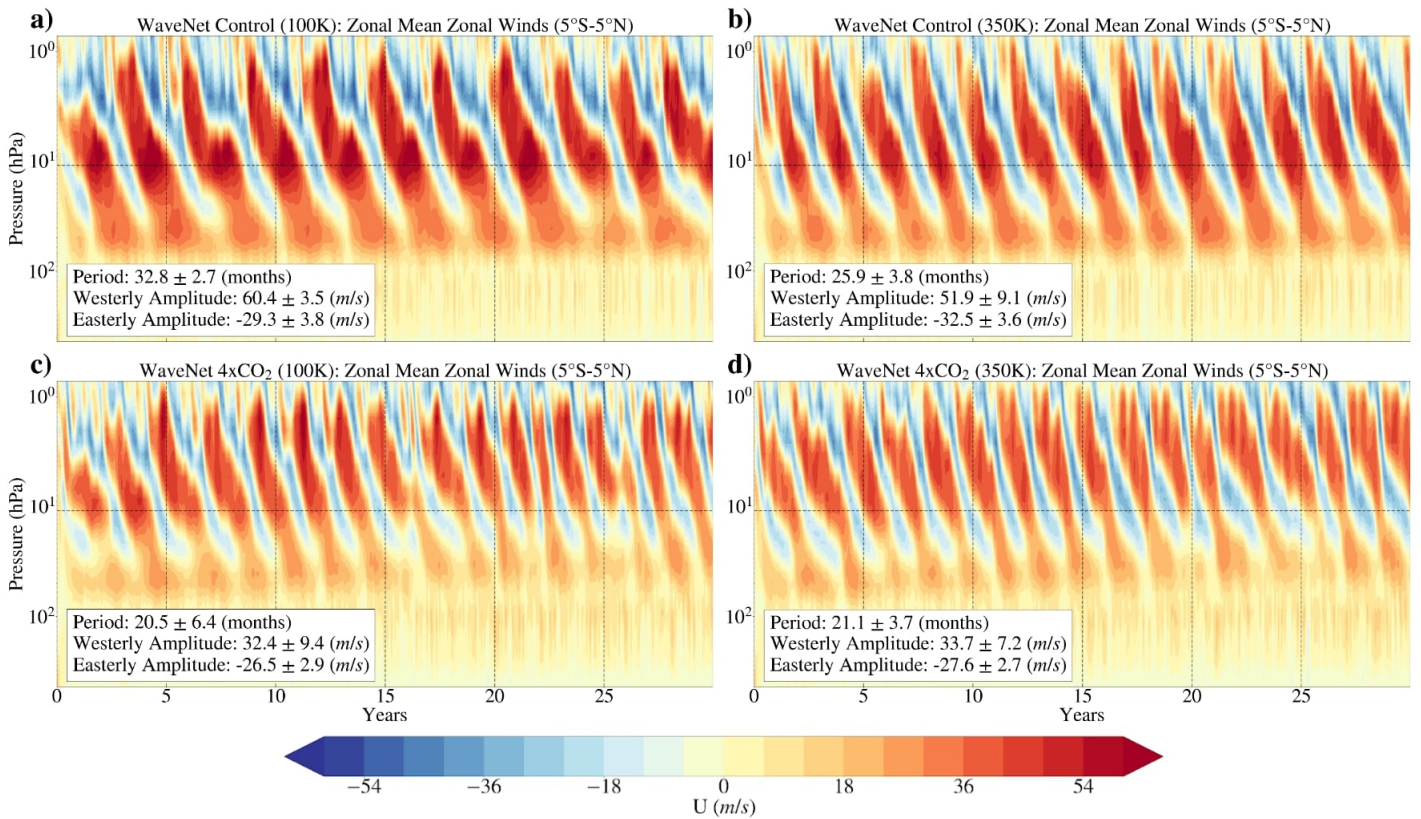 a) WaveNet Control (100K): Zonal Mean Zonal Winds (5°S-5°N)
10⁰
10¹
10²
Pressure (hPa)
Period: 32.8 ± 2.7 (months)
Westerly Amplitude: 60.4 ± 3.5 (m/s)
Easterly Amplitude: -29.3 ± 3.8 (m/s)
b) WaveNet Control (350K): Zonal Mean Zonal Winds (5°S-5°N)
10⁰
10¹
10²
Period: 25.9 ± 3.8 (months)
Westerly Amplitude: 51.9 ± 9.1 (m/s)
Easterly Amplitude: -32.5 ± 3.6 (m/s)
c) WaveNet 4xCO₂ (100K): Zonal Mean Zonal Winds (5°S-5°N)
10⁰
10¹
10²
Pressure (hPa)
Period: 20.5 ± 6.4 (months)
Westerly Amplitude: 32.4 ± 9.4 (m/s)
Easterly Amplitude: -26.5 ± 2.9 (m/s)
0 5 10 15 20 25
Years
d) WaveNet 4xCO₂ (350K): Zonal Mean Zonal Winds (5°S-5°N)
10⁰
10¹
10²
Period: 21.1 ± 3.7 (months)
Westerly Amplitude: 33.7 ± 7.2 (m/s)
Easterly Amplitude: -27.6 ± 2.7 (m/s)
0 5 10 15 20 25
Years
−54 −36 −18 0 18 36 54
U (m/s)